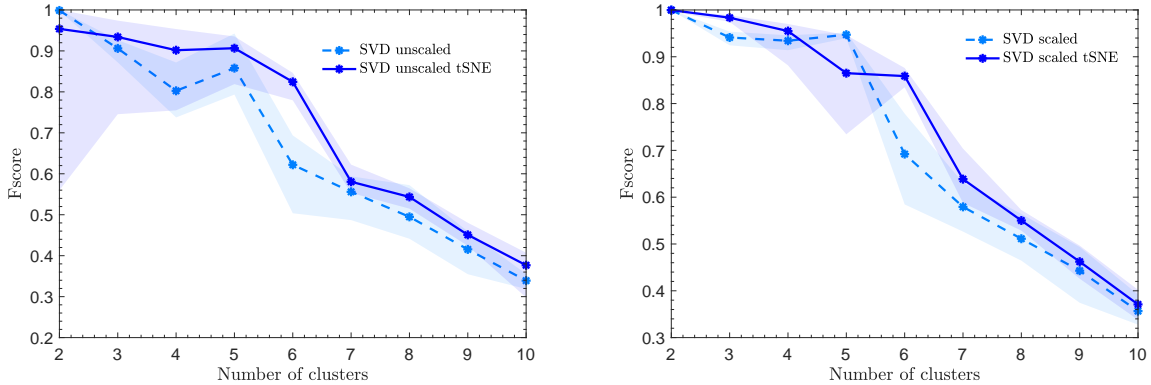 1
0.9
0.8
0.7
0.6
0.5
0.4
0.3
0.2
Fscore
2 3 4 5 6 7 8 9 10
Number of clusters
SVD unscaled
SVD unscaled tSNE
1
0.9
0.8
0.7
0.6
0.5
0.4
0.3
Fscore
2 3 4 5 6 7 8 9 10
Number of clusters
SVD scaled
SVD scaled tSNE